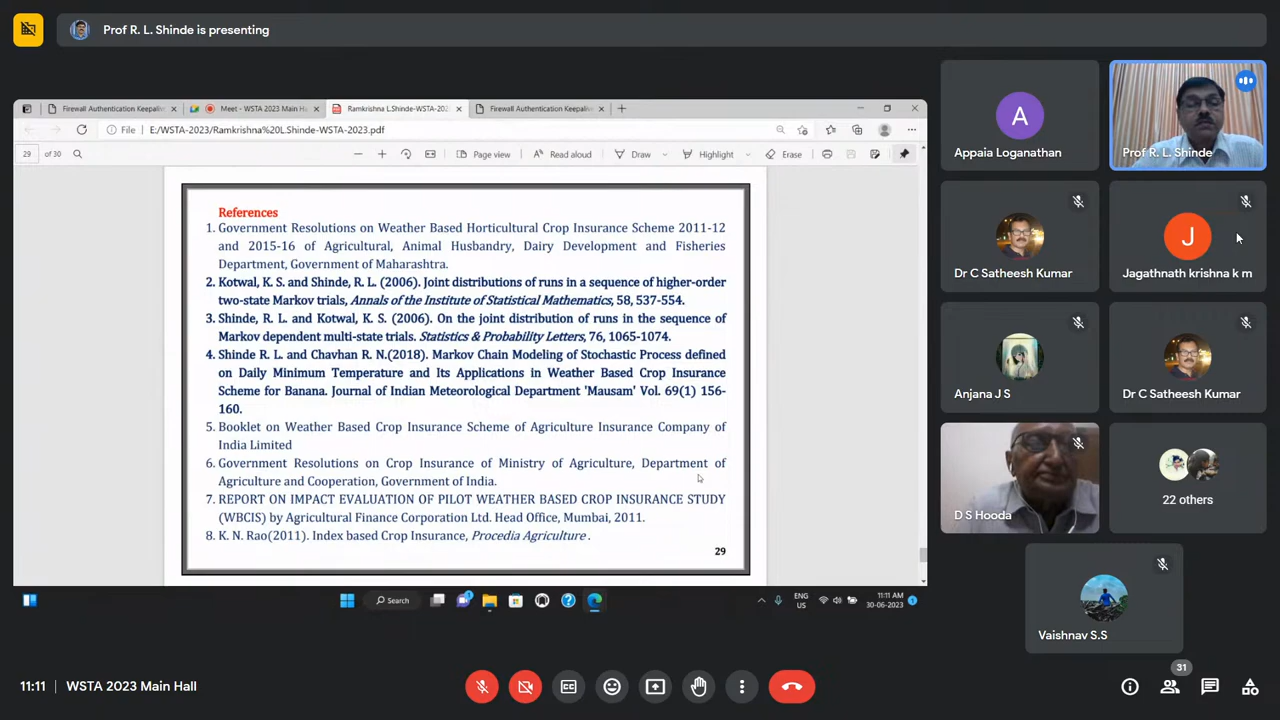 Prof R. L. Shinde is presenting
Firewall Authentication Keepaliv
Meet - WSTA 2023 Main H
Ramkrishna L.Shinde-WSTA-202
Firewall Authentication Keepaliv
File
E:/WSTA-2023/Ramkrishna%20L.Shinde-WSTA-2023.pdf
29 of 30
Page view
Read aloud
Draw
Highlight
Erase
References
1. Government Resolutions on Weather Based Horticultural Crop Insurance Scheme 2011-12
and 2015-16 of Agricultural, Animal Husbandry, Dairy Development and Fisheries
Department, Government of Maharashtra.
2. Kotwal, K. S. and Shinde, R. L. (2006). Joint distributions of runs in a sequence of higher-order
two-state Markov trials, Annals of the Institute of Statistical Mathematics, 58, 537-554.
3. Shinde, R. L. and Kotwal, K. S. (2006). On the joint distribution of runs in the sequence of
Markov dependent multi-state trials. Statistics & Probability Letters, 76, 1065-1074.
4. Shinde R. L. and Chavhan R. N.(2018). Markov Chain Modeling of Stochastic Process defined
on Daily Minimum Temperature and Its Applications in Weather Based Crop Insurance
Scheme for Banana. Journal of Indian Meteorological Department 'Mausam' Vol. 69(1) 156-
160.
5. Booklet on Weather Based Crop Insurance Scheme of Agriculture Insurance Company of
India Limited
6. Government Resolutions on Crop Insurance of Ministry of Agriculture, Department of
Agriculture and Cooperation, Government of India.
7. REPORT ON IMPACT EVALUATION OF PILOT WEATHER BASED CROP INSURANCE STUDY
(WBCIS) by Agricultural Finance Corporation Ltd. Head Office, Mumbai, 2011.
8. K. N. Rao(2011). Index based Crop Insurance, Procedia Agriculture .
29
Search
ENG
US
11:11 AM
30-06-2023
A
Appaia Loganathan
Prof R. L. Shinde
Dr C Satheesh Kumar
J
Jagathnath krishna k m
Anjana J S
Dr C Satheesh Kumar
D S Hooda
22 others
Vaishnav S.S
11:11
WSTA 2023 Main Hall
31